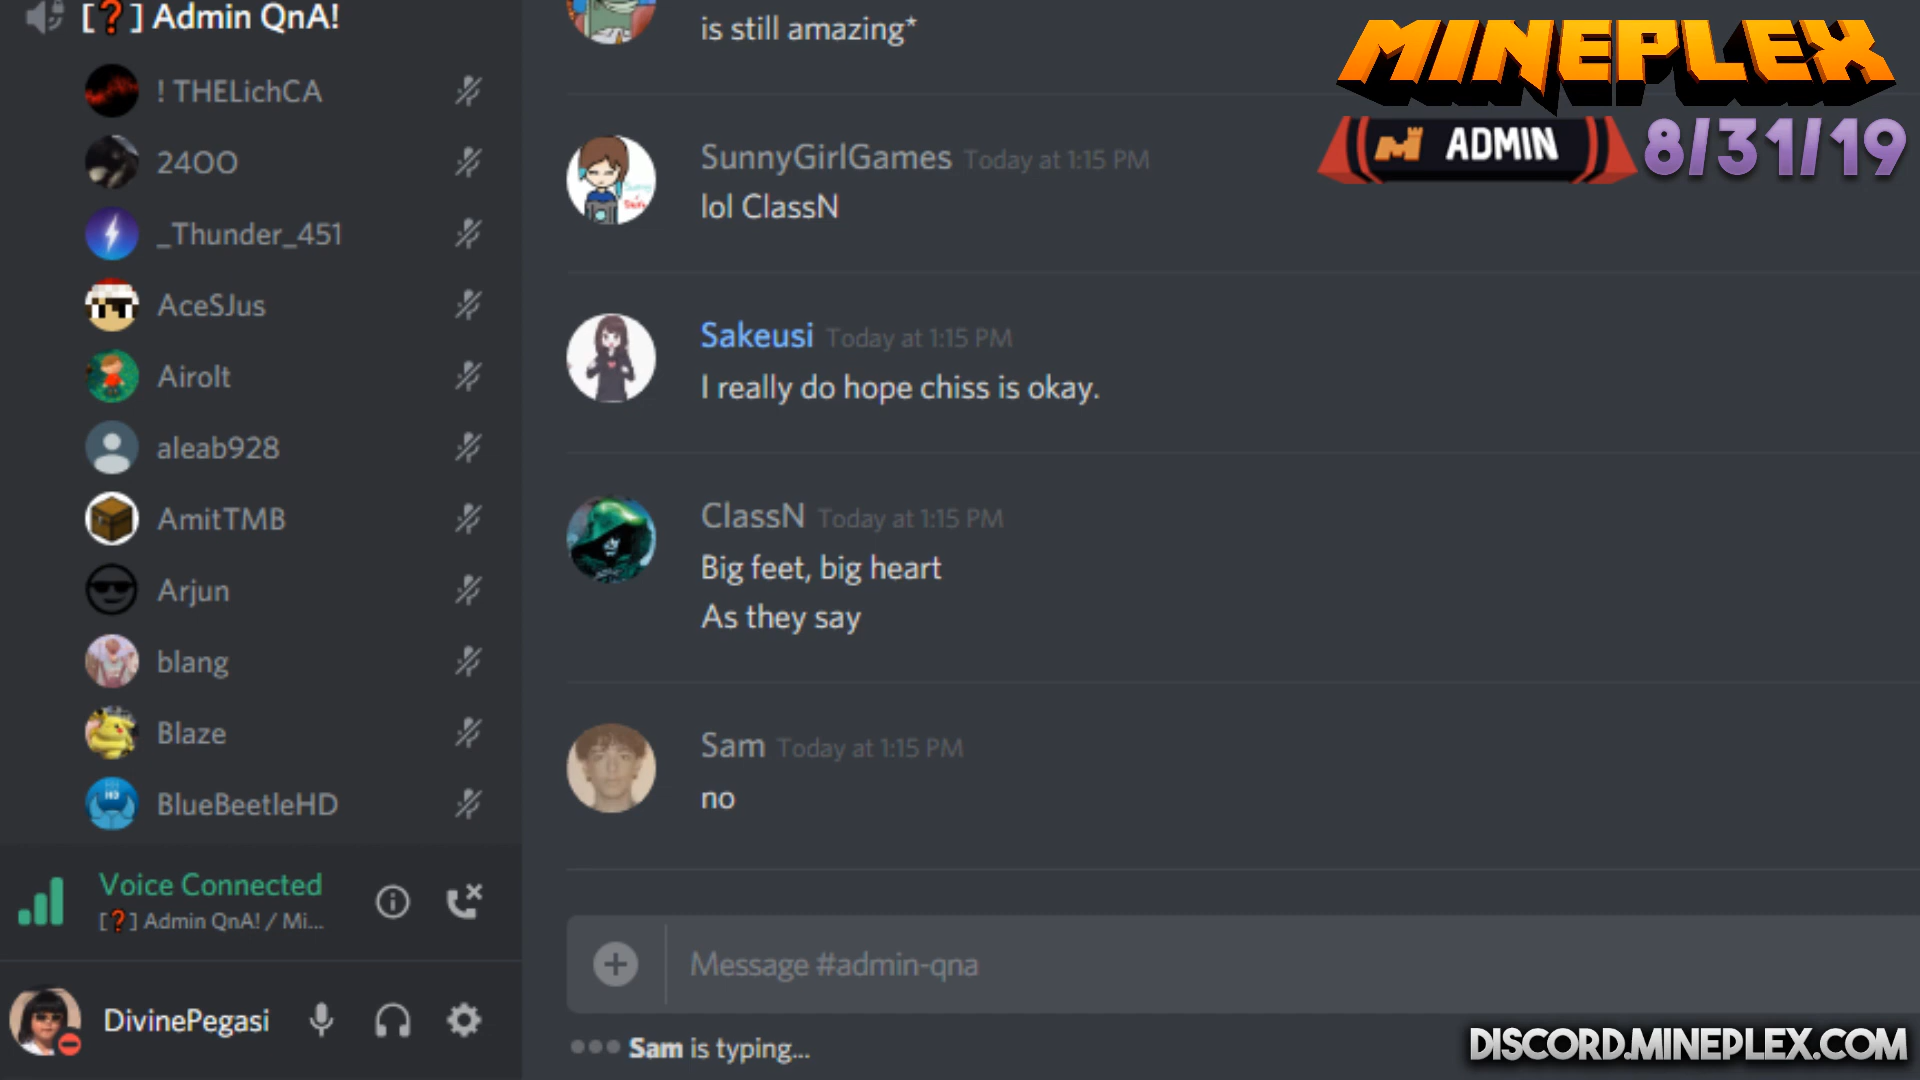 [❓] Admin QnA!
! THELichCA
24OO
_Thunder_451
AceSJus
Airolt
aleab928
AmitTMB
Arjun
blang
Blaze
BlueBeetleHD
Voice Connected
[❓] Admin QnA! / Mi...
DivinePegasi
is still amazing*
SunnyGirlGames Today at 1:15 PM
lol ClassN
Sakeusi Today at 1:15 PM
I really do hope chiss is okay.
ClassN Today at 1:15 PM
Big feet, big heart
As they say
Sam Today at 1:15 PM
no
Message #admin-qna
Sam is typing...
MINEPLEX
ADMIN 8/31/19
DISCORD.MINEPLEX.COM